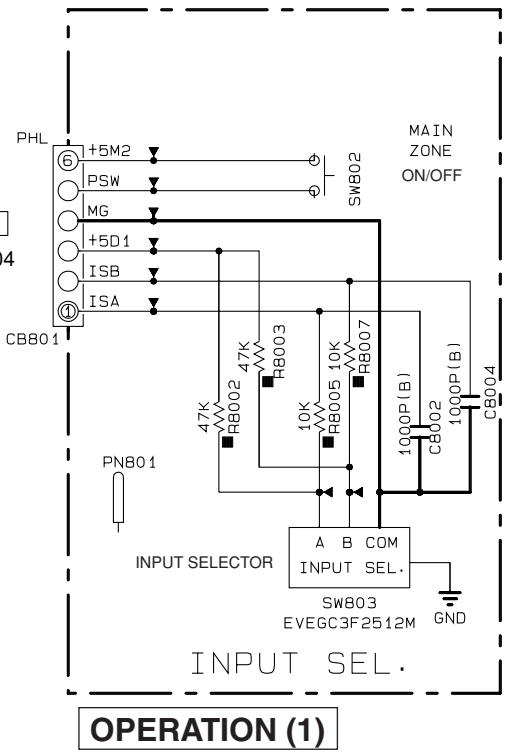 PHL
6
+5M2
PSW
MG
+5D1
ISB
ISA
1
CB801
04
SW802
MAIN
ZONE
ON/OFF
47K
R8002
47K
R8003
10K
R8005
10K
R8007
1000P(B)
C8002
1000P(B)
C8004
PN801
INPUT SELECTOR
A B COM
INPUT SEL.
SW803
EVEGC3F2512M
GND
INPUT SEL.
OPERATION (1)